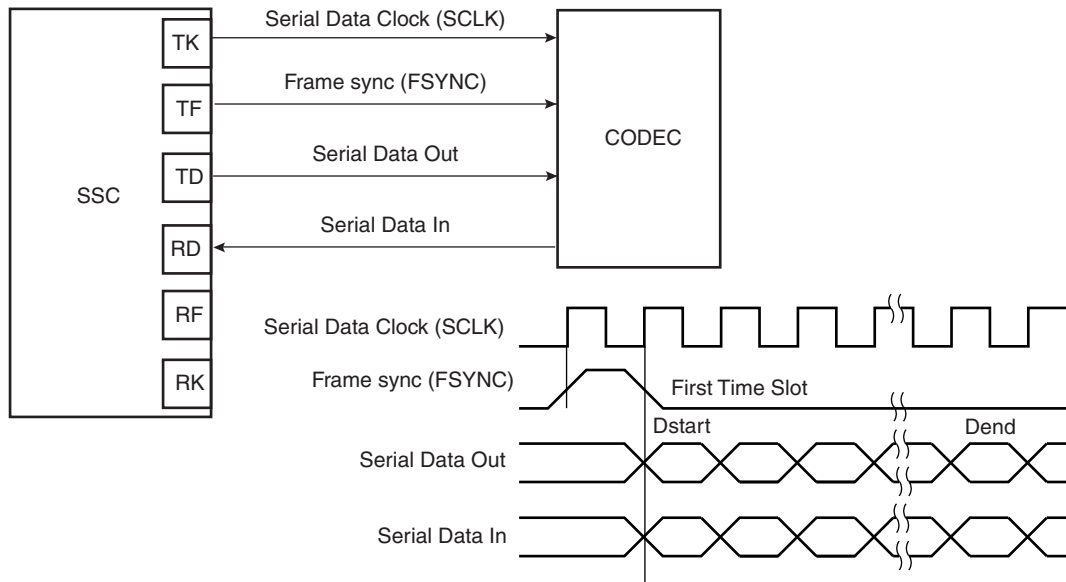 SSC
TK
TF
TD
RD
RF
RK
Serial Data Clock (SCLK)
Frame sync (FSYNC)
Serial Data Out
Serial Data In
CODEC
Serial Data Clock (SCLK)
Frame sync (FSYNC)
First Time Slot
Dstart
Dend
Serial Data Out
Serial Data In